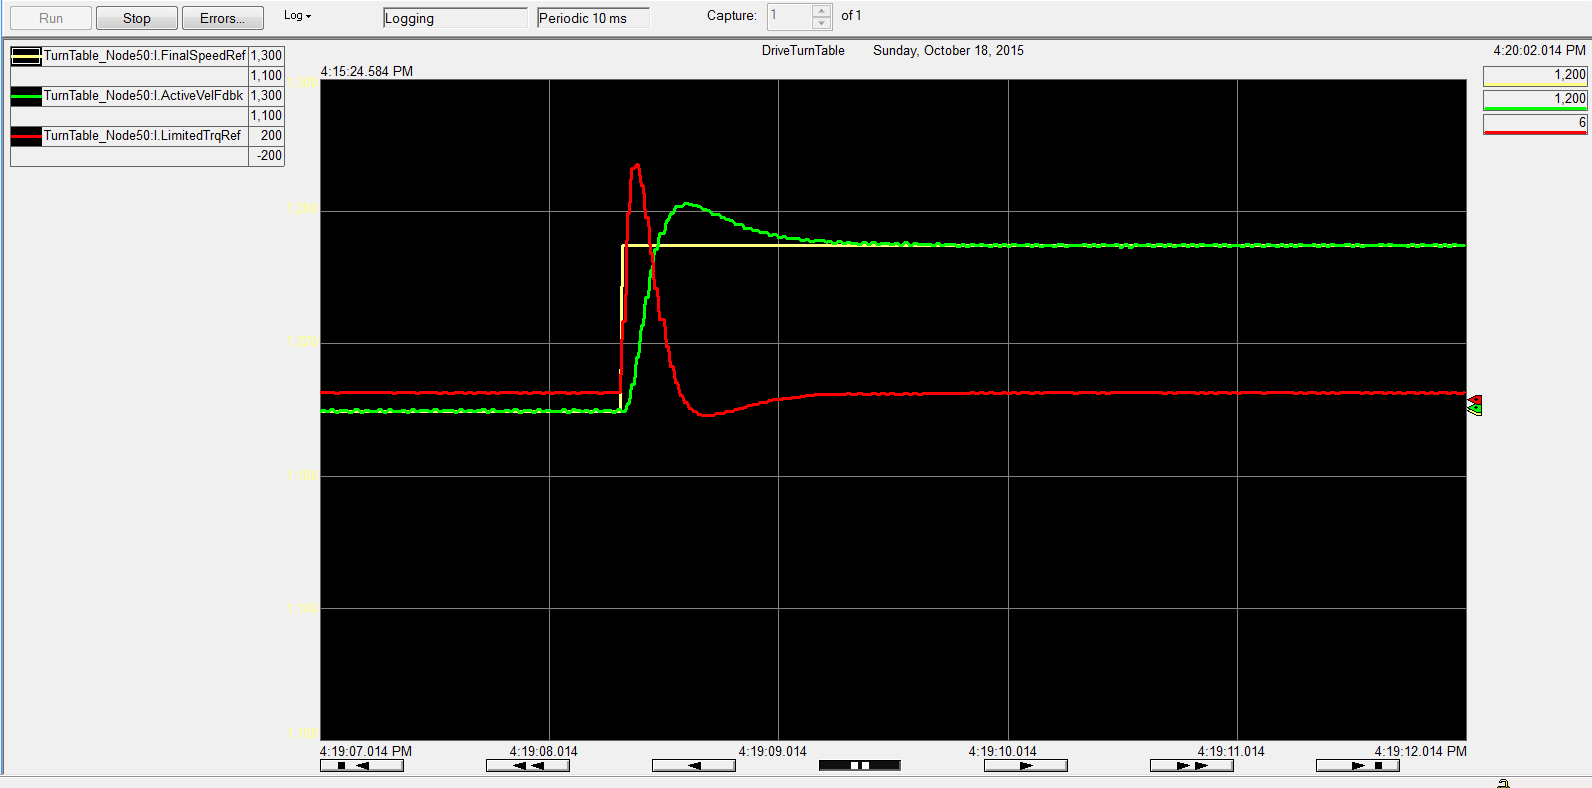 Run Stop Errors... Log Logging Periodic 10 ms Capture: 1 of 1
DriveTurnTable Sunday, October 18, 2015 4:20:02.014 PM
4:15:24.584 PM
TurnTable_Node50:I.FinalSpeedRef 1,300
1,100
TurnTable_Node50:I.ActiveVelFdbk 1,300
1,100
TurnTable_Node50:I.LimitedTrqRef 200
-200
1,200
1,200
6
4:19:07.014 PM 4:19:08.014 4:19:09.014 4:19:10.014 4:19:11.014 4:19:12.014 PM